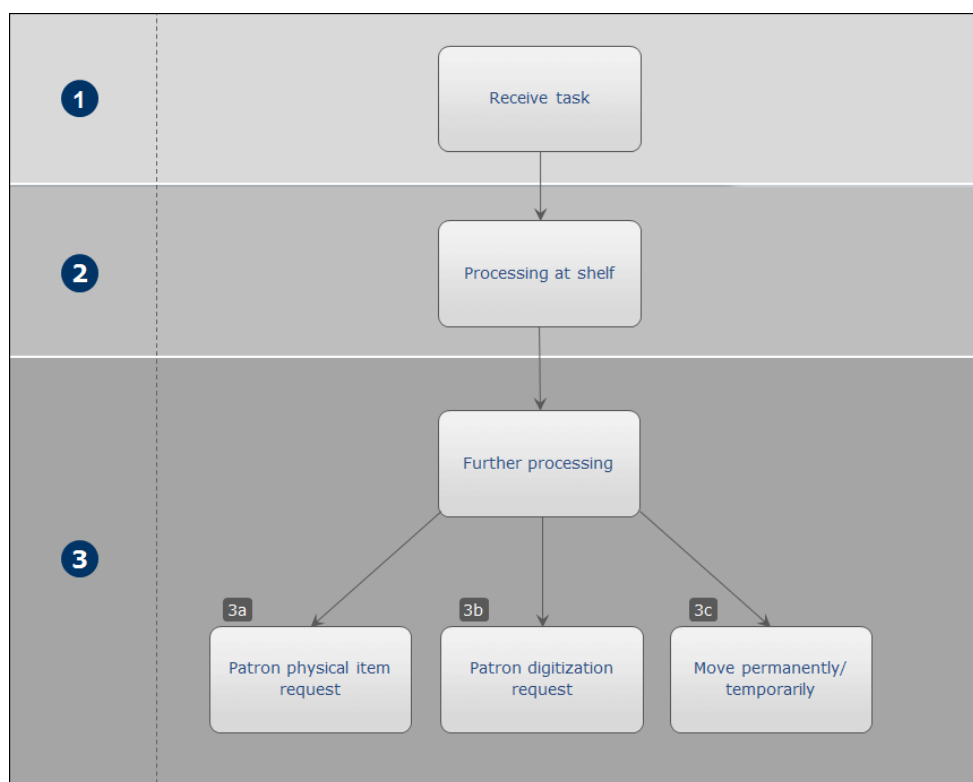 1
Receive task
2
Processing at shelf
3
Further processing
3a
3b
3c
Patron physical item
request
Patron digitization
request
Move permanently/
temporarily